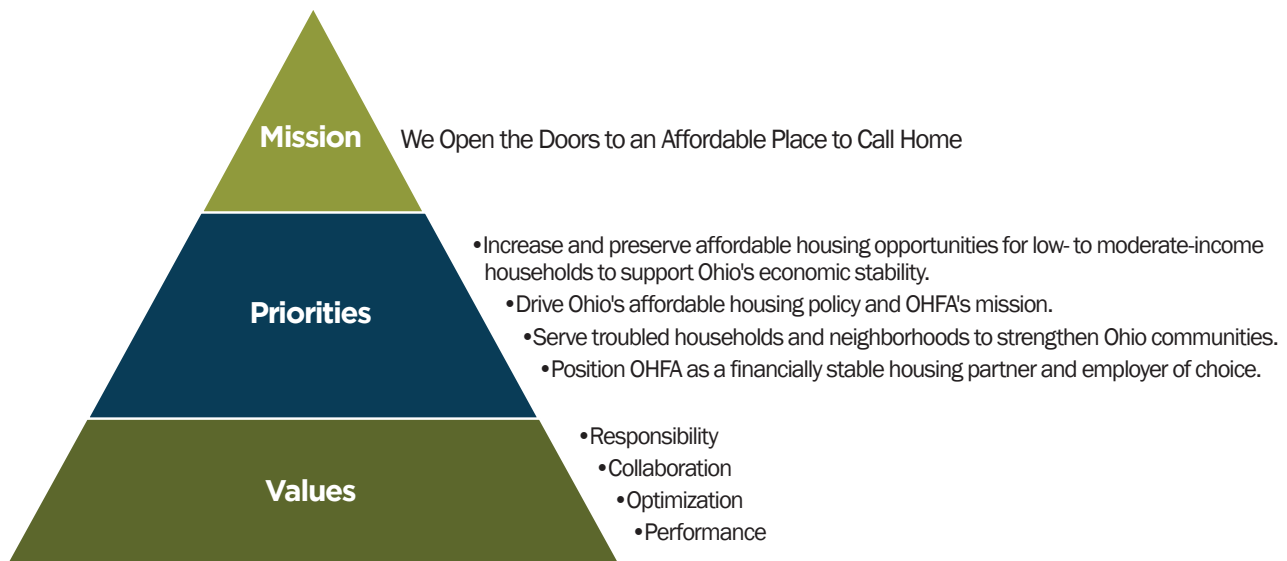 Mission
We Open the Doors to an Affordable Place to Call Home
Priorities
•Increase and preserve affordable housing opportunities for low- to moderate-income
households to support Ohio's economic stability.
•Drive Ohio's affordable housing policy and OHFA's mission.
•Serve troubled households and neighborhoods to strengthen Ohio communities.
•Position OHFA as a financially stable housing partner and employer of choice.
Values
•Responsibility
•Collaboration
•Optimization
•Performance